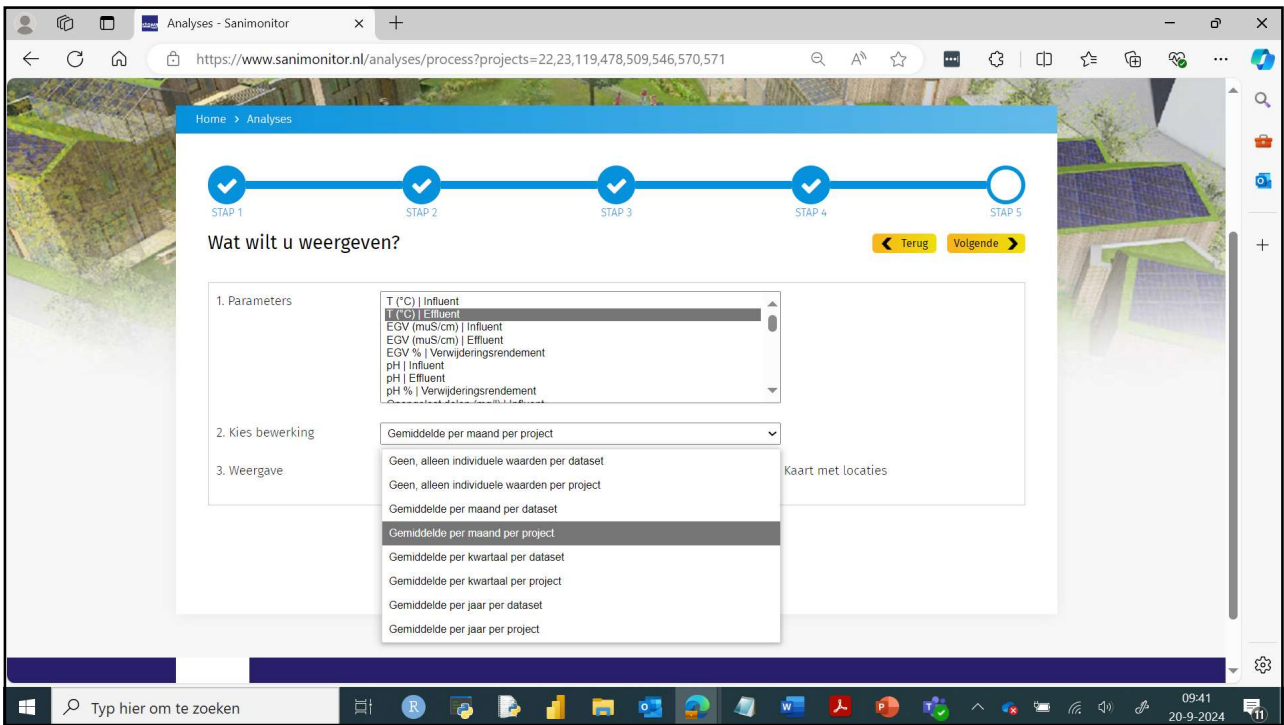 Analyses - Sanimonitor
https://www.sanimonitor.nl/analyses/process?projects=22,23,119,478,509,546,570,571
Home > Analyses
STAP 1
STAP 2
STAP 3
STAP 4
STAP 5
Wat wilt u weergeven?
Terug
Volgende
1. Parameters
T (°C) | Influent
T (°C) | Effluent
EGV (muS/cm) | Influent
EGV (muS/cm) | Effluent
EGV % | Verwijderingsrendement
pH | Influent
pH | Effluent
pH % | Verwijderingsrendement
2. Kies bewerking
Gemiddelde per maand per project
3. Weergave
Kaart met locaties
Geen, alleen individuele waarden per dataset
Geen, alleen individuele waarden per project
Gemiddelde per maand per dataset
Gemiddelde per maand per project
Gemiddelde per kwartaal per dataset
Gemiddelde per kwartaal per project
Gemiddelde per jaar per dataset
Gemiddelde per jaar per project
Typ hier om te zoeken
09:41
20-9-2024
11